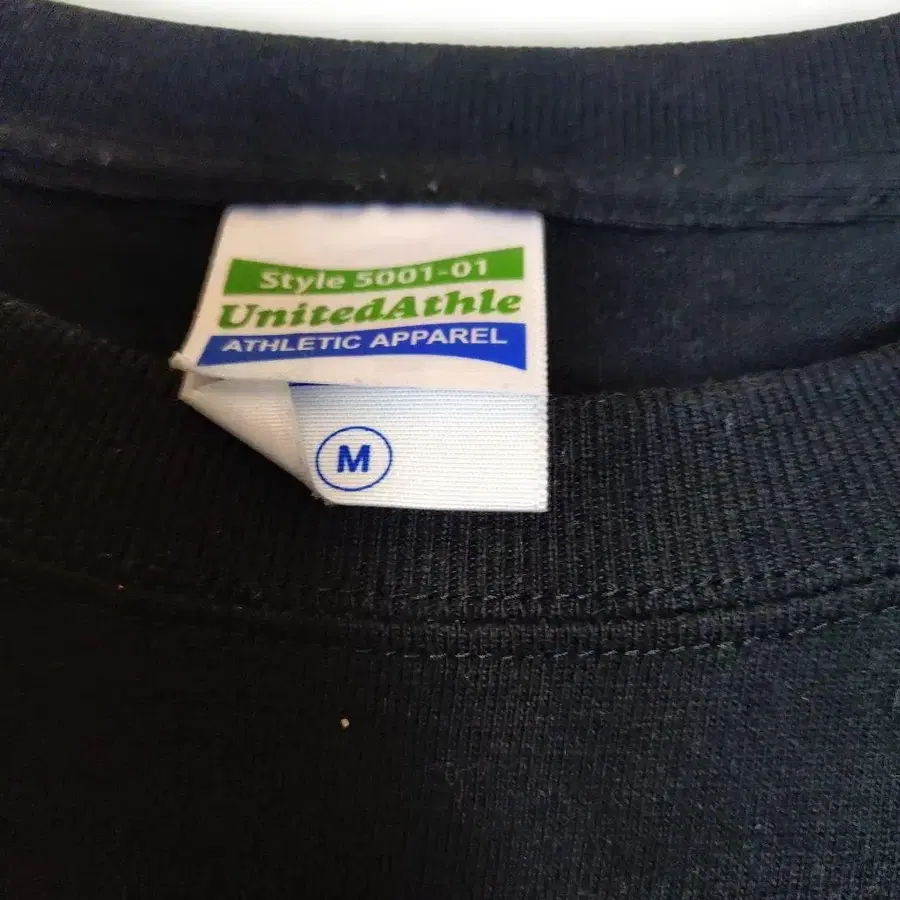 Style 5001-01
UnitedAthle
ATHLETIC APPAREL
M